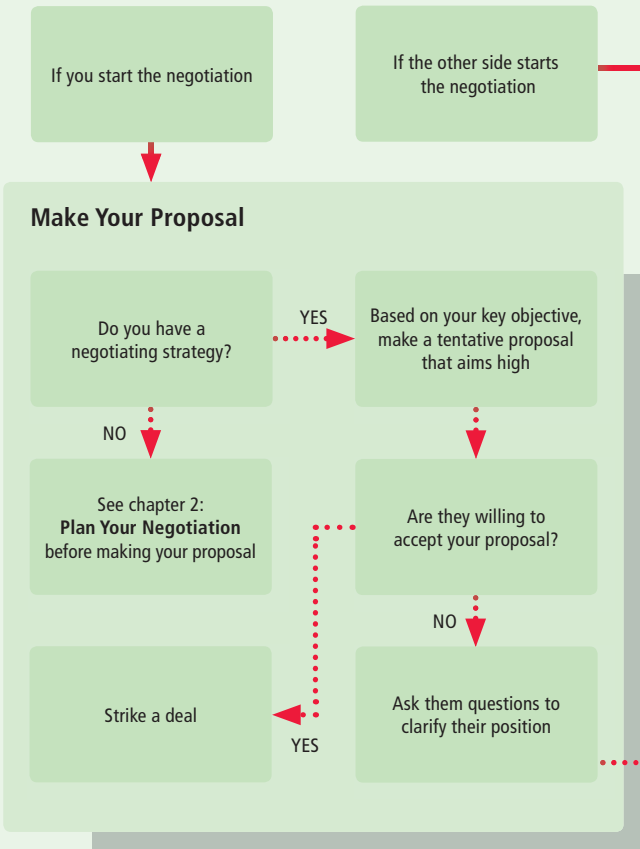 If you start the negotiation
If the other side starts
the negotiation
Make Your Proposal
Do you have a
negotiating strategy?
YES
Based on your key objective,
make a tentative proposal
that aims high
NO
See chapter 2:
Plan Your Negotiation
before making your proposal
Are they willing to
accept your proposal?
NO
Strike a deal
YES
Ask them questions to
clarify their position